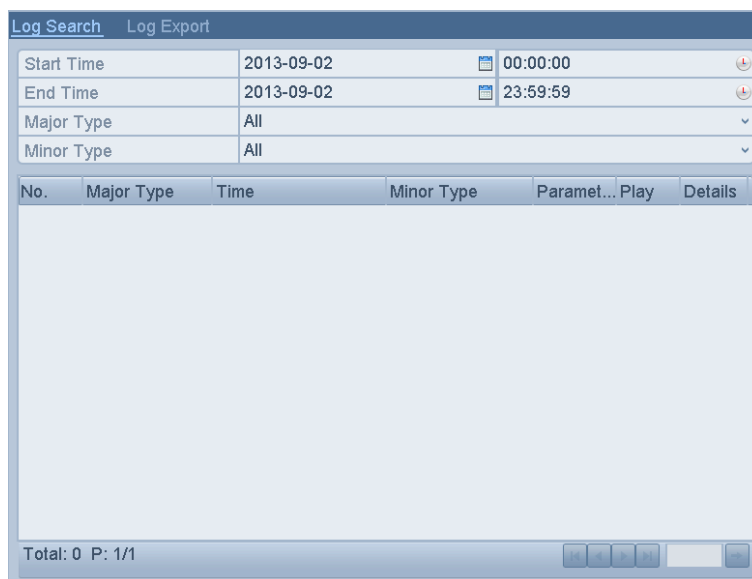 Log Search Log Export
Start Time 2013-09-02 00:00:00
End Time 2013-09-02 23:59:59
Major Type All
Minor Type All
No. Major Type Time Minor Type Paramet... Play Details
Total: 0 P: 1/1